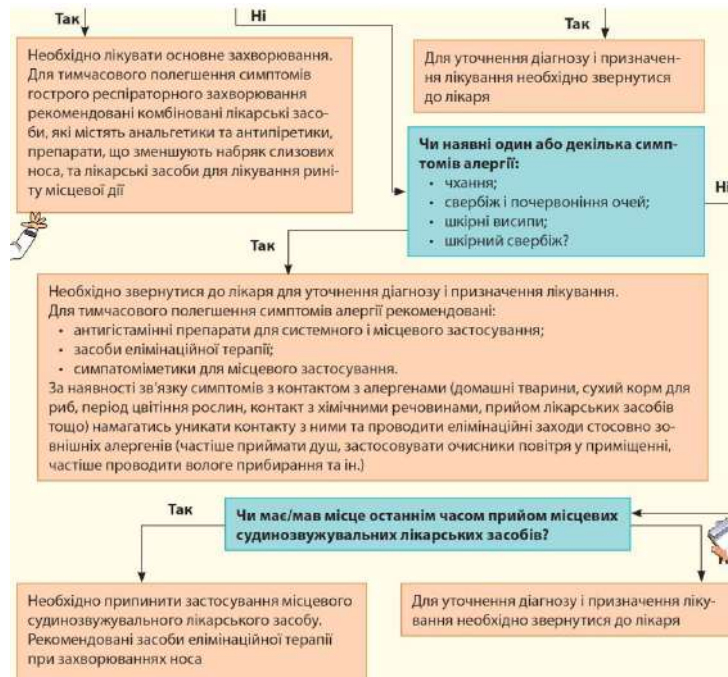 Так
Ні
Так
Необхідно лікувати основне захворювання.
Для тимчасового полегшення симптомів
гострого респіраторного захворювання
рекомендовані комбіновані лікарські засо-
би, які містять анальгетики та антипіретики,
препарати, що зменшують набряк слизових
носа, та лікарські засоби для лікування рині-
ту місцевої дії
Для уточнення діагнозу і призначен-
ня лікування необхідно звернутися
до лікаря
Чи наявні один або декілька симп-
томів алергії:
• чхання;
• свербіж і почервоніння очей;
• шкірні висипи;
• шкірний свербіж?
Ні
Так
Необхідно звернутися до лікаря для уточнення діагнозу і призначення лікування.
Для тимчасового полегшення симптомів алергії рекомендовані:
• антигістамінні препарати для системного і місцевого застосування;
• засоби елімінаційної терапії;
• симпатоміметики для місцевого застосування.
За наявності зв'язку симптомів з контактом з алергенами (домашні тварини, сухий корм для
риб, період цвітіння рослин, контакт з хімічними речовинами, прийом лікарських засобів
тощо) намагатись уникати контакту з ними та проводити елімінаційні заходи стосовно зо-
внішніх алергенів (частіше приймати душ, застосовувати очисники повітря у приміщенні,
частіше проводити вологе прибирання та ін.)
Так
Чи має/мав місце останнім часом прийом місцевих
судинозвужувальних лікарських засобів?
Необхідно припинити застосування місцевого
судинозвужувального лікарського засобу.
Рекомендовані засоби елімінаційної терапії
при захворюваннях носа
Для уточнення діагнозу і призначення ліку-
вання необхідно звернутися до лікаря